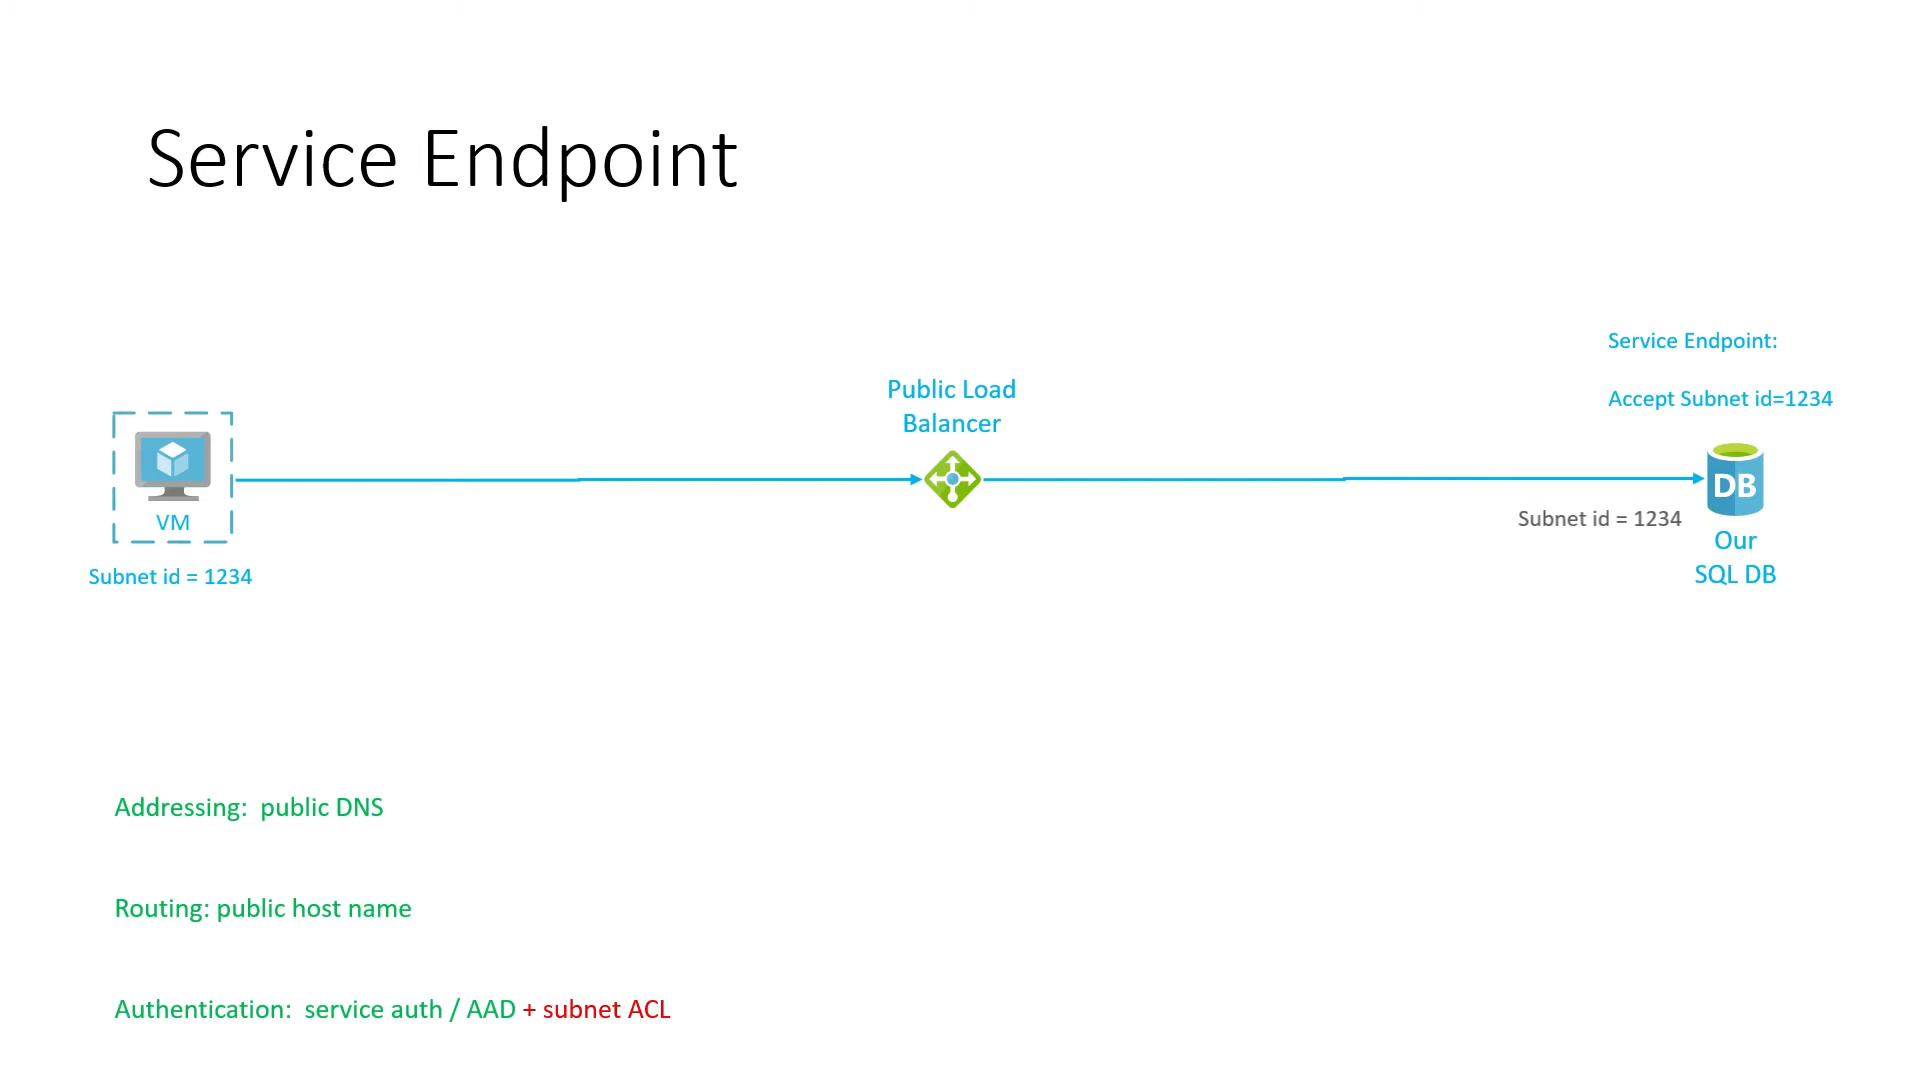 Service Endpoint
Service Endpoint:
Accept Subnet id=1234
Public Load
Balancer
VM
Subnet id = 1234
DB
Subnet id = 1234
Our
SQL DB
Addressing:  public DNS
Routing: public host name
Authentication:  service auth / AAD + subnet ACL